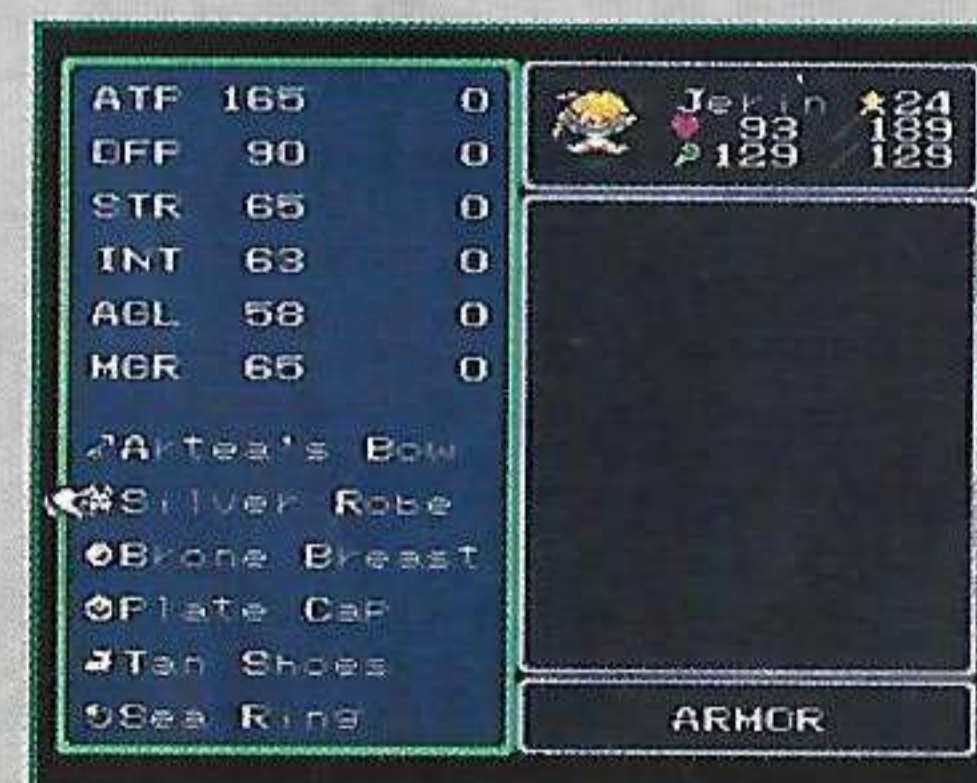 ATP 165 0
DFP 90 0
STR 65 0
INT 63 0
AGL 58 0
MGR 65 0
Artea's Bow
Silver Robe
Brone Breast
Plate Cap
Tan Shoes
Sea Ring
Jekin ★24
93 / 189
129 / 129
ARMOR